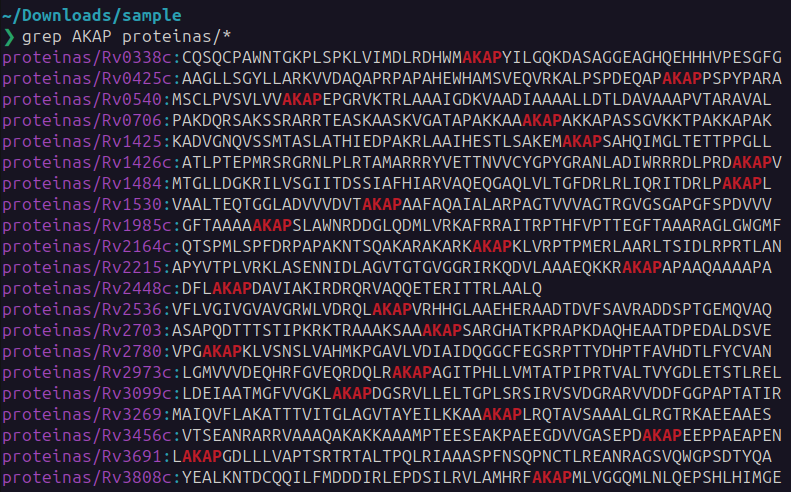 ~/Downloads/sample
❯ grep AKAP proteinas/*
proteinas/Rv0338c:CQSQCPAWNTGKPLSPKLVIMDLRDHWMAKAPYILGQKDASAGGEAGHQEHHHVPESGFG
proteinas/Rv0425c:AAGLLSGYLLARKVVDAQAPRPAPAHEWHAMSVEQVRKALPSPDEQAPAKAPPSPYPARA
proteinas/Rv0540:MSCLPVSVLVVAKAPEPGRVKTRLAAAIGDKVAADIAAAALLDTLDAVAAAPVTARAVAL
proteinas/Rv0706:PAKDQRSAKSSRARRTEASKAASKVGATAPAKKAAAKAPAKKAPASSGVKKTPAKKAPAK
proteinas/Rv1425:KADVGNQVSSMTASLATHIEDPAKRLAAIHESTLSAKEMAKAPSAHQIMGLTETTPPGLL
proteinas/Rv1426c:ATLPTEPMRSRGRNLPLRTAMARRRYVETTNVVCYGPYGRANLADIWRRRDLPRDAKAPV
proteinas/Rv1484:MTGLLDGKRILVSGIITDSSIAFHIARVAQEQGAQLVLTGFDRLRLIQRITDRLPAKAPL
proteinas/Rv1530:VAALTEQTGGLADVVVDVTAKAPAAFAQAIALARPAGTVVVAGTRGVGSGAPGFSPDVVV
proteinas/Rv1985c:GFTAAAAKAPSLAWNRDDGLQDMLVRKAFRRAITRPTHFVPTTEGFTAAARAGLGWGMF
proteinas/Rv2164c:QTSPMLSPFDRPAPAKNTSQAKARAKARKAKAPKLVRPTPMERLAARLTSIDLRPRTLAN
proteinas/Rv2215:APYVTPLVRKLASENNIDLAGVTGTGVGGRIRKQDVLAAAEQKKRAKAPAPAAQAAAAPA
proteinas/Rv2448c:DFLAKAPDAVIAKIRDRQRVAQQETERITTRLAALQ
proteinas/Rv2536:VFLVGIVGVAVGRWLVDRQLAKAPVRHHGLAAEHERAADTDVFSAVRADDSPTGEMQVAQ
proteinas/Rv2703:ASAPQDTTTSTIPKRKTRAAAKSAAAKAPSARGHATKPRAPKDAQHEAATDPEDALDSVE
proteinas/Rv2780:VPGAKAPKLVSNSLVAHMKPGAVLVDIAIDQGGCFEGSRPTTYDHPTFAVHDTLFYCVAN
proteinas/Rv2973c:LGMVVVDEQHRFGVEQRDQLRAKAPAGITPHLLVMTATPIPRTVALTVYGDLETSTLREL
proteinas/Rv3099c:LDEIAATMGFVVGKLAKAPDGSRVLLELTGPLSRSIRVSVDGRARVVDDFGGPAPTATIR
proteinas/Rv3269:MAIQVFLAKATTTVITGLAGVTAYEILKKAAAKAPLRQTAVSAAALGLRGTRKAEEAAES
proteinas/Rv3456c:VTSEANRARRVAAAQAKAKKAAAMPTEESEAKPAEEGDVVGASEPDAKAPEEPPAEAPEN
proteinas/Rv3691:LAKAPGDLLLVAPTSRTRTALTPQLRIAAASPFNSQPNCTLREANRAGSVQWGPSDTYQA
proteinas/Rv3808c:YEALKNTDCQQILFMDDDIRLEPDSILRVLAMHRFAKAPMLVGGQMLNLQEPSHLHIMGE